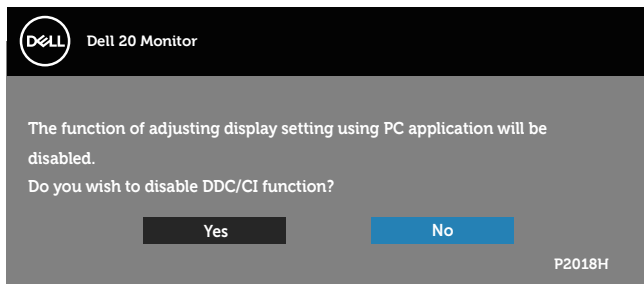 DELL
Dell 20 Monitor
The function of adjusting display setting using PC application will be
disabled.
Do you wish to disable DDC/CI function?
Yes
No
P2018H